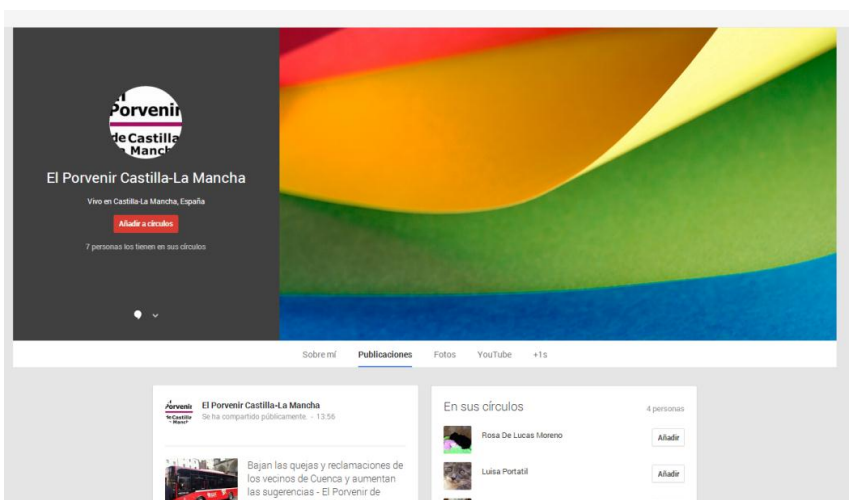 Porvenir
de Castilla
El Porvenir Castilla-La Mancha
Vivo en Castilla-La Mancha, España
Añadir a círculos
7 personas los tienen en sus círculos
Sobre mí Publicaciones Fotos YouTube +1s
Porvenir
de Castilla
El Porvenir Castilla-La Mancha
Se ha compartido públicamente. - 13:56
Bajan las quejas y reclamaciones de
los vecinos de Cuenca y aumentan
las sugerencias - El Porvenir de
En sus círculos 4 personas
Rosa De Lucas Moreno Añadir
Luisa Portatil Añadir